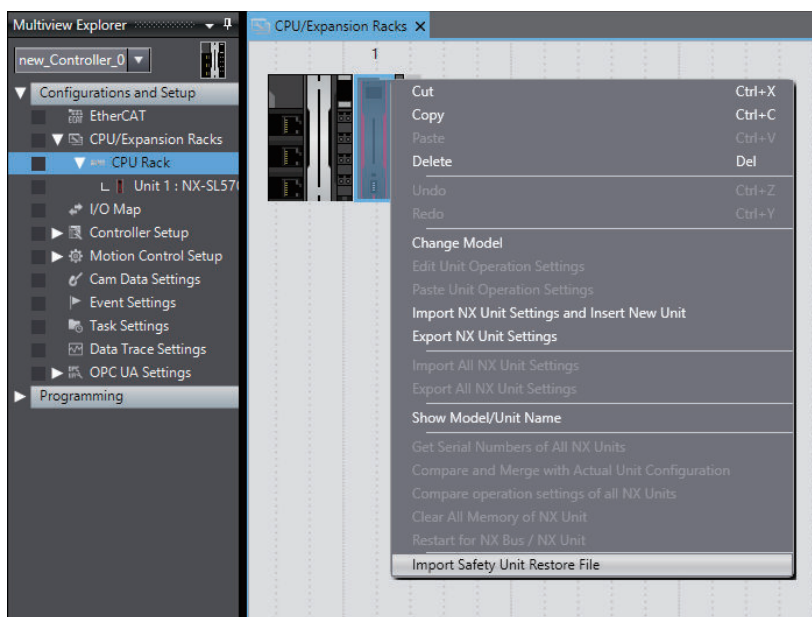 Multiview Explorer
new_Controller_0
Configurations and Setup
EtherCAT
CPU/Expansion Racks
CPU Rack
Unit 1 : NX-SL570
I/O Map
Controller Setup
Motion Control Setup
Cam Data Settings
Event Settings
Task Settings
Data Trace Settings
OPC UA Settings
Programming
CPU/Expansion Racks
1
Cut Ctrl+X
Copy Ctrl+C
Paste Ctrl+V
Delete Del
Undo Ctrl+Z
Redo Ctrl+Y
Change Model
Edit Unit Operation Settings
Paste Unit Operation Settings
Import NX Unit Settings and Insert New Unit
Export NX Unit Settings
Import All NX Unit Settings
Export All NX Unit Settings
Show Model/Unit Name
Get Serial Numbers of All NX Units
Compare and Merge with Actual Unit Configuration
Compare operation settings of all NX Units
Clear All Memory of NX Unit
Restart for NX Bus / NX Unit
Import Safety Unit Restore File